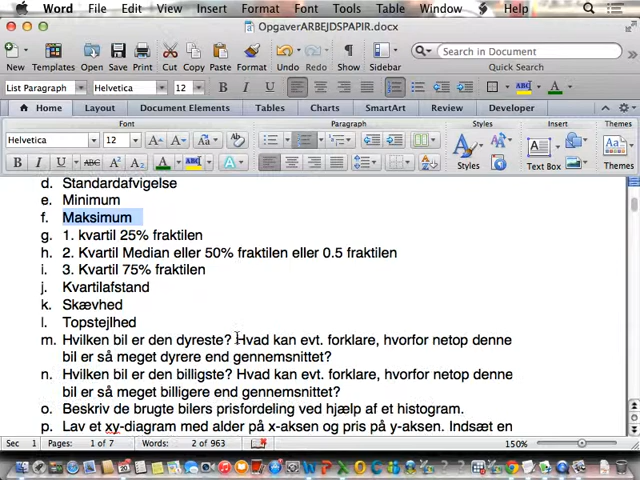 Word File Edit View Insert Format Font Tools Table Window Help
OpgaverARBEJDSPAPIR.docx
Search in Document
New Templates Open Save Print Cut Copy Paste Format Show Sidebar Quick Search
List Paragraph Helvetica 12 B I U
Home Layout Document Elements Tables Charts SmartArt Review Developer
Font Paragraph Styles Insert Themes
Helvetica 12
B I U ABC Styles Text Box Themes
d. Standardafvigelse
e. Minimum
f. Maksimum
g. 1. kvartil 25% fraktilen
h. 2. Kvartil Median eller 50% fraktilen eller 0.5 fraktilen
i. 3. Kvartil 75% fraktilen
j. Kvartilafstand
k. Skævhed
l. Topstejlhed
m. Hvilken bil er den dyreste? Hvad kan evt. forklare, hvorfor netop denne
bil er så meget dyrere end gennemsnittet?
n. Hvilken bil er den billigste? Hvad kan evt. forklare, hvorfor netop denne
bil er så meget billigere end gennemsnittet?
o. Beskriv de brugte bilers prisfordeling ved hjælp af et histogram.
p. Lav et xy-diagram med alder på x-aksen og pris på y-aksen. Indsæt en
Sec 1 Pages: 1 of 7 Words: 2 of 963 150%